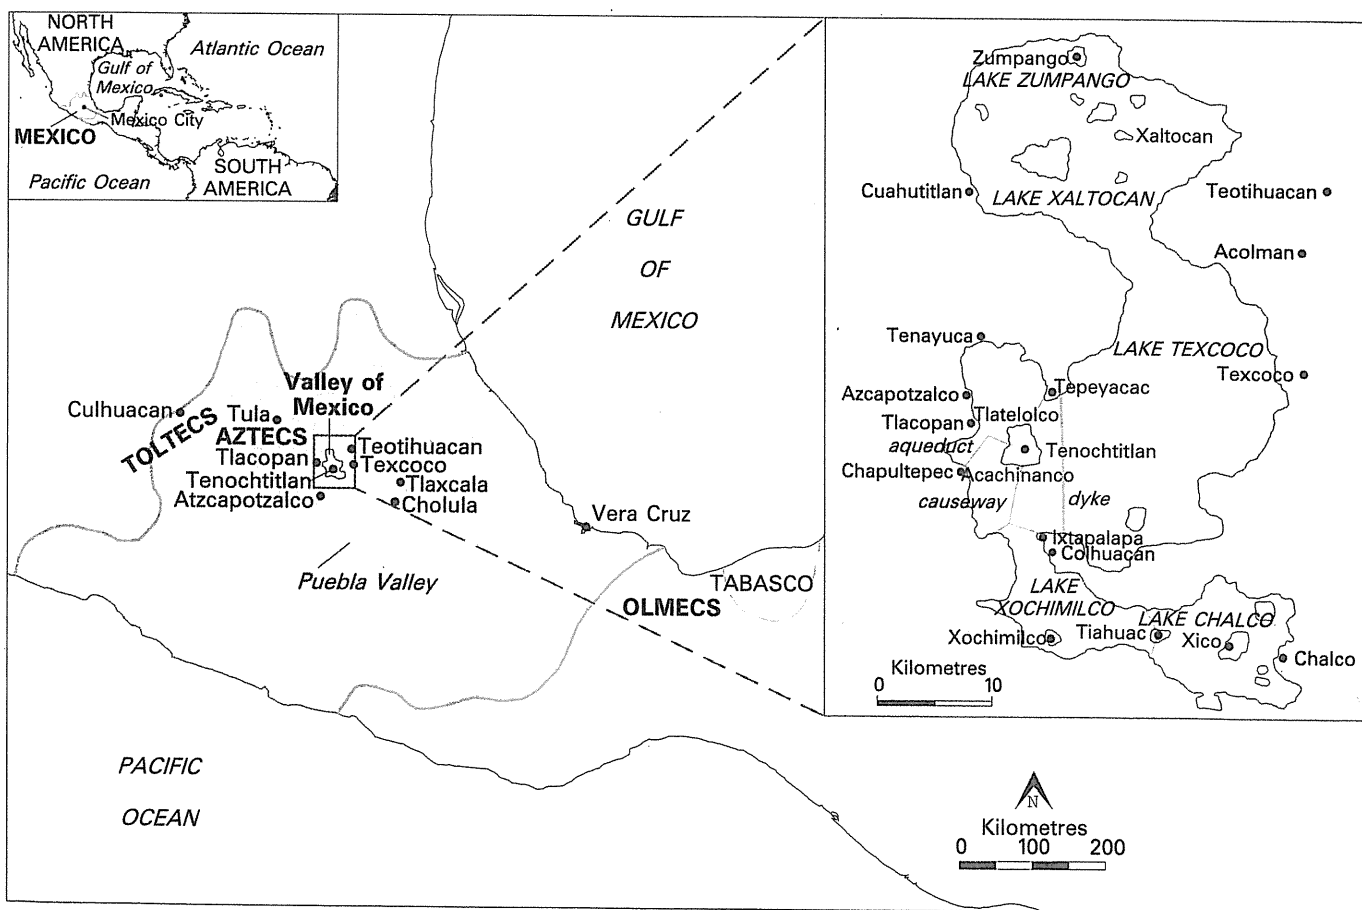 NORTH
AMERICA
Atlantic Ocean
Gulf of
Mexico
Mexico City
MEXICO
SOUTH
AMERICA
Pacific Ocean
GULF
OF
MEXICO
Valley of
Mexico
Culhuacan
TOLTECS
Tula
AZTECS
Tlacopan
Tenochtitlan
Atzcapotzalco
Teotihuacan
Texcoco
Tlaxcala
Cholula
Vera Cruz
Puebla Valley
OLMECS
TABASCO
PACIFIC
OCEAN
Zumpango
LAKE ZUMPANGO
Xaltocan
Cuahutitlan
LAKE XALTOCAN
Teotihuacan
Acolman
Tenayuca
LAKE TEXCOCO
Texcoco
Azcapotzalco
Tepeyacac
Tlacopan
Tlatelolco
aqueduct
Tenochtitlan
Chapultepec
Acachinanco
causeway
dyke
Ixtapalapa
Colhuacán
LAKE
XOCHIMILCO
LAKE CHALCO
Xochimilco
Tiahuac
Xico
Chalco
Kilometres
0 10
N
Kilometres
0 100 200